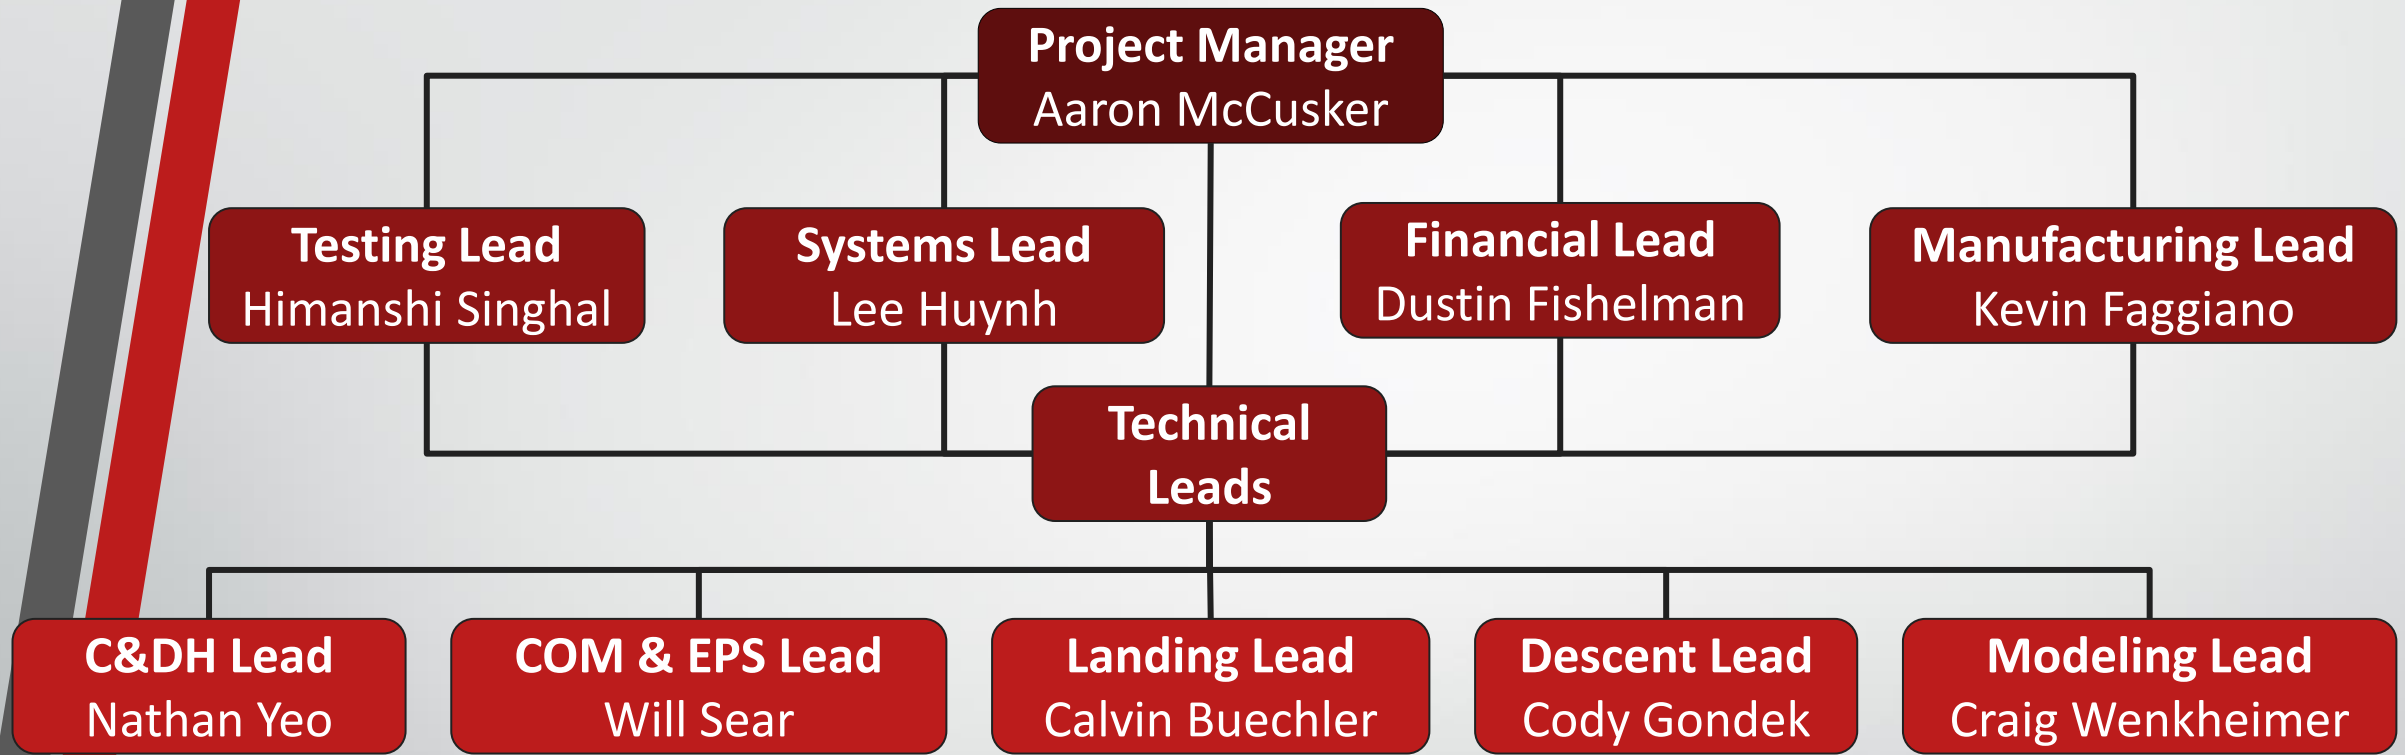 Project Manager
Aaron McCusker
Testing Lead
Himanshi Singhal
Systems Lead
Lee Huynh
Financial Lead
Dustin Fishelman
Manufacturing Lead
Kevin Faggiano
Technical
Leads
C&DH Lead
Nathan Yeo
COM & EPS Lead
Will Sear
Landing Lead
Calvin Buechler
Descent Lead
Cody Gondek
Modeling Lead
Craig Wenkheimer